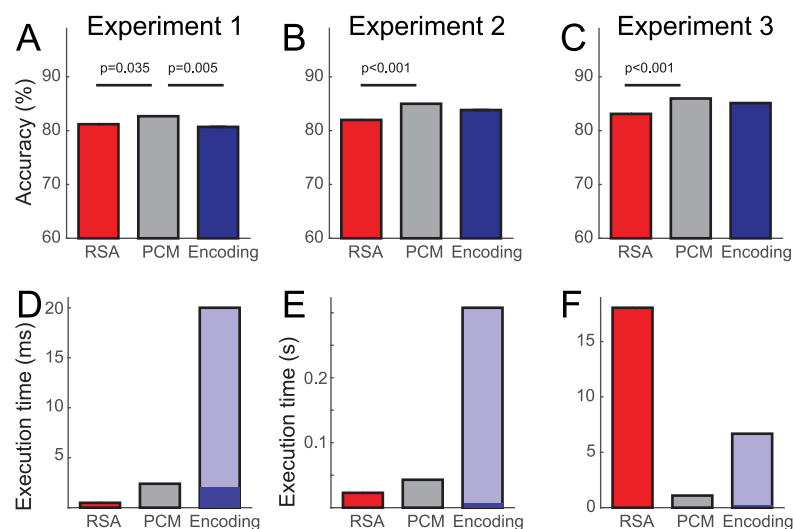 A Experiment 1
B Experiment 2
C Experiment 3
Accuracy (%)
90
80
70
60
p=0.035 p=0.005
RSA PCM Encoding
90
80
70
60
p<0.001
RSA PCM Encoding
90
80
70
60
p<0.001
RSA PCM Encoding
D
Execution time (ms)
20
15
10
5
RSA PCM Encoding
E
Execution time (s)
0.2
0.1
RSA PCM Encoding
F
15
10
5
0
RSA PCM Encoding